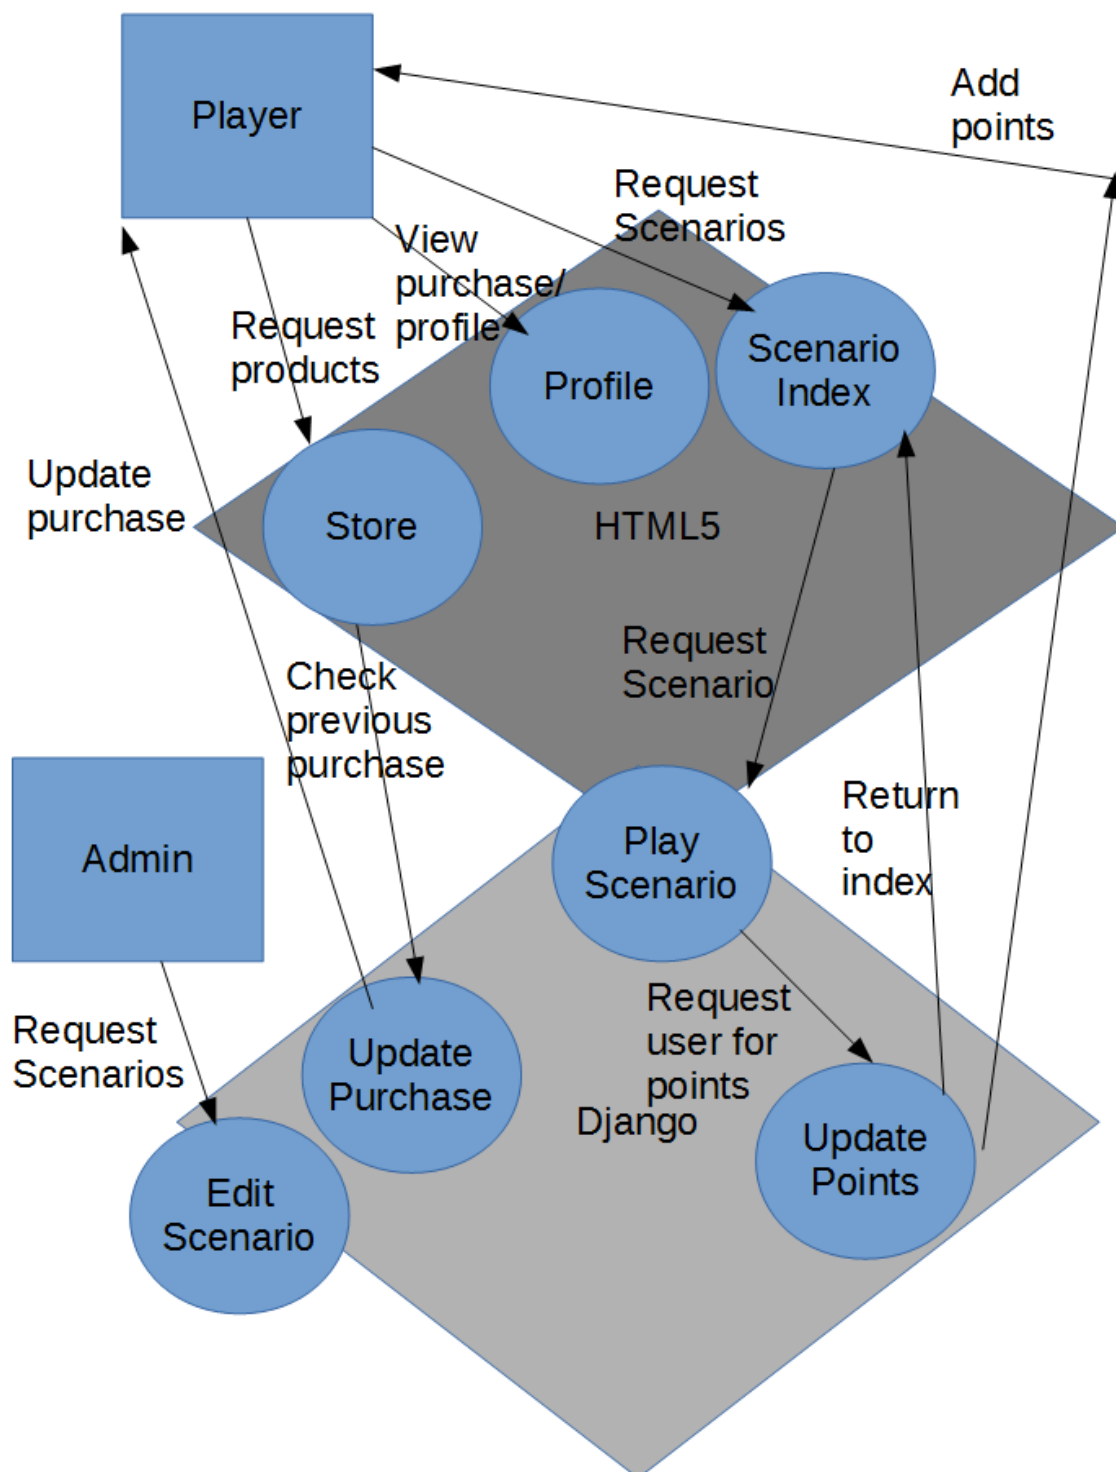 Player
Add
points
Request
Scenarios
View
purchase/
profile
Request
products
Scenario
Index
Profile
Update
purchase
Store
HTML5
Request
Scenario
Check
previous
purchase
Return
to
index
Admin
Play
Scenario
Request
Scenarios
Request
user for
points
Update
Purchase
Django
Update
Points
Edit
Scenario